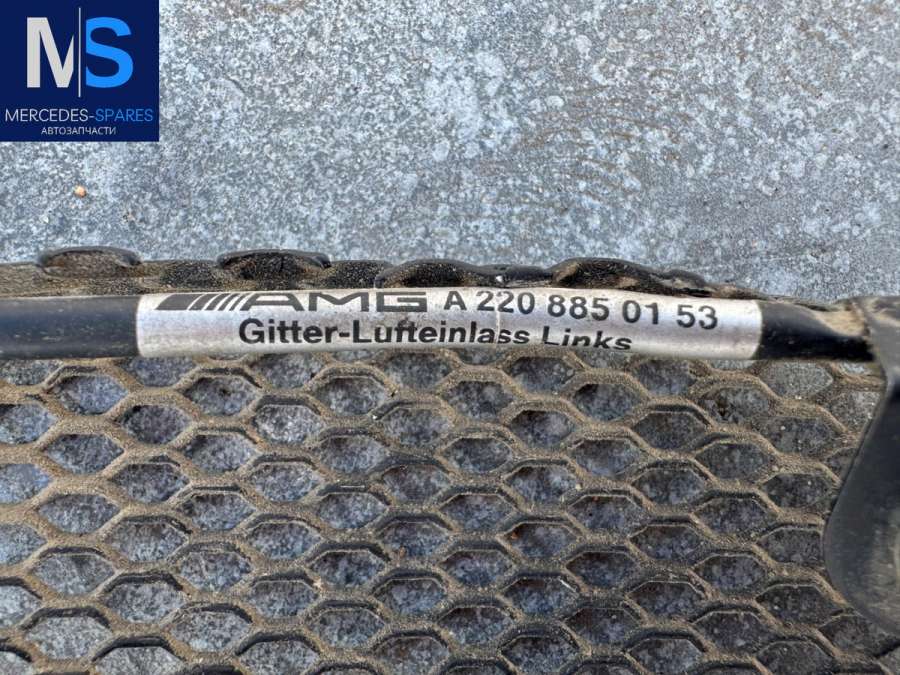 MS
MERCEDES-SPARES
АВТОЗАПЧАСТИ
AMG A 220 885 01 53
Gitter-Lufteinlass Links